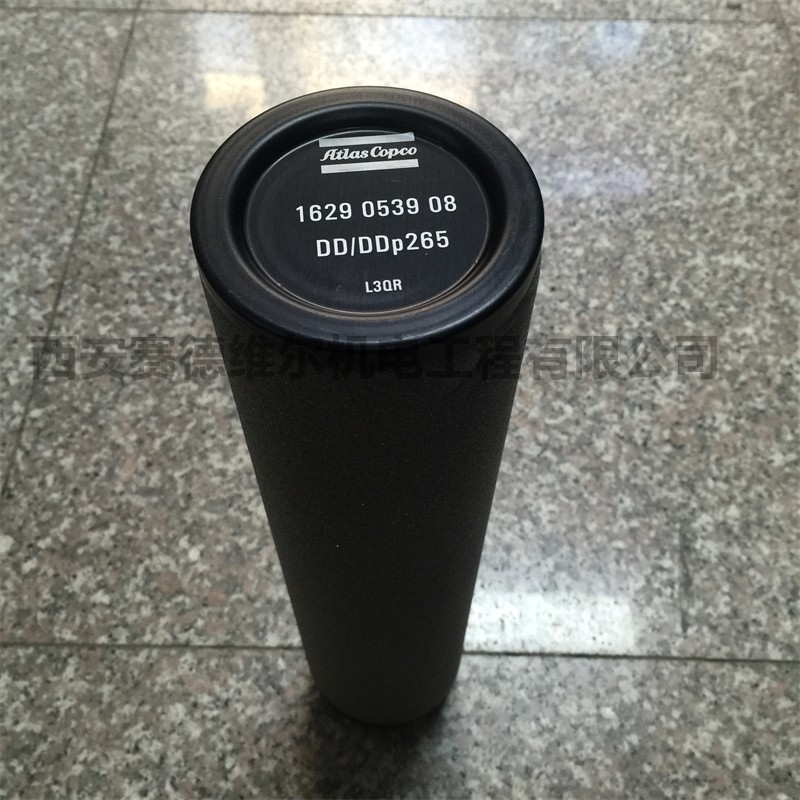 Atlas Copco
1629 0539 08
DD/DDp265
L3QR
西安赛德维尔机电工程有限公司